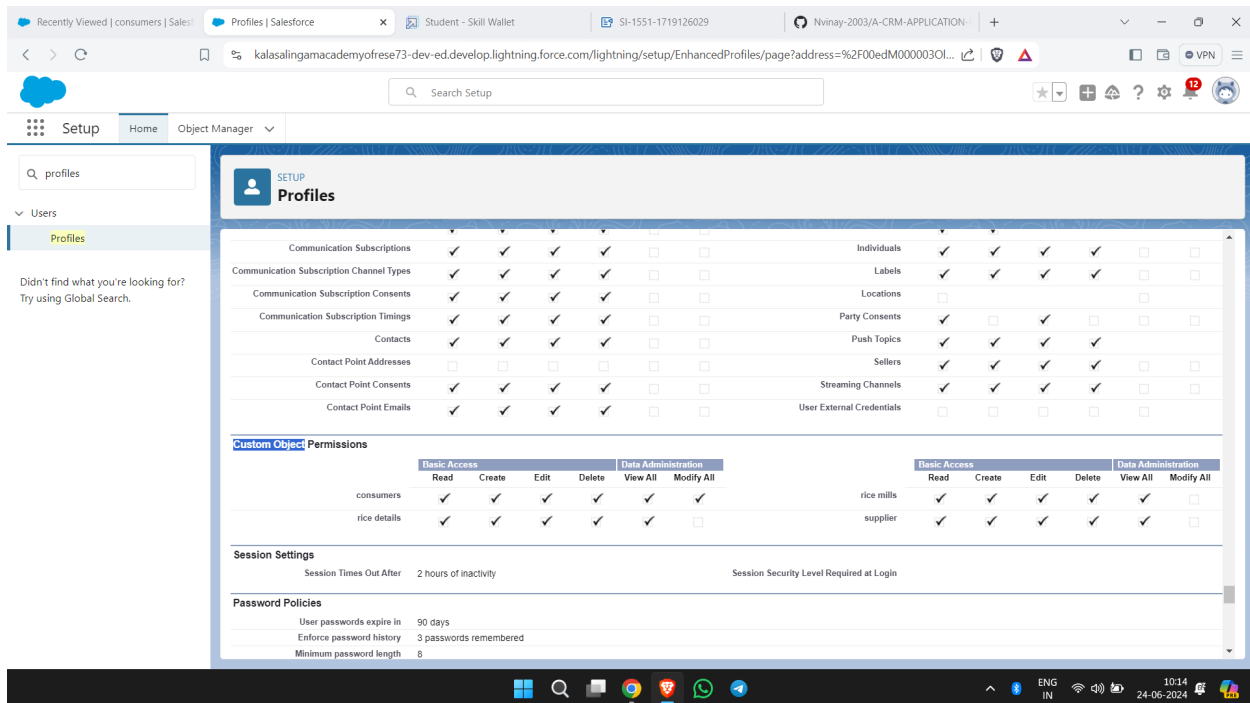 Recently Viewed | consumers | Salesf
Profiles | Salesforce
Student - Skill Wallet
SI-1551-1719126029
Nvinay-2003/A-CRM-APPLICATION-
kalasalingamacademyofrese73-dev-ed.develop.lightning.force.com/lightning/setup/EnhancedProfiles/page?address=%2F00edM000003Ol...
VPN
Search Setup
12
Setup
Home
Object Manager
profiles
Users
Profiles
Didn't find what you're looking for?
Try using Global Search.
SETUP
Profiles
Communication Subscriptions
Individuals
Communication Subscription Channel Types
Labels
Communication Subscription Consents
Locations
Communication Subscription Timings
Party Consents
Contacts
Push Topics
Contact Point Addresses
Sellers
Contact Point Consents
Streaming Channels
Contact Point Emails
User External Credentials
Custom Object Permissions
Basic Access Data Administration Basic Access Data Administration
Read Create Edit Delete View All Modify All Read Create Edit Delete View All Modify All
consumers
rice mills
rice details
supplier
Session Settings
Session Times Out After 2 hours of inactivity Session Security Level Required at Login
Password Policies
User passwords expire in 90 days
Enforce password history 3 passwords remembered
Minimum password length 8
ENG
IN
10:14
24-06-2024